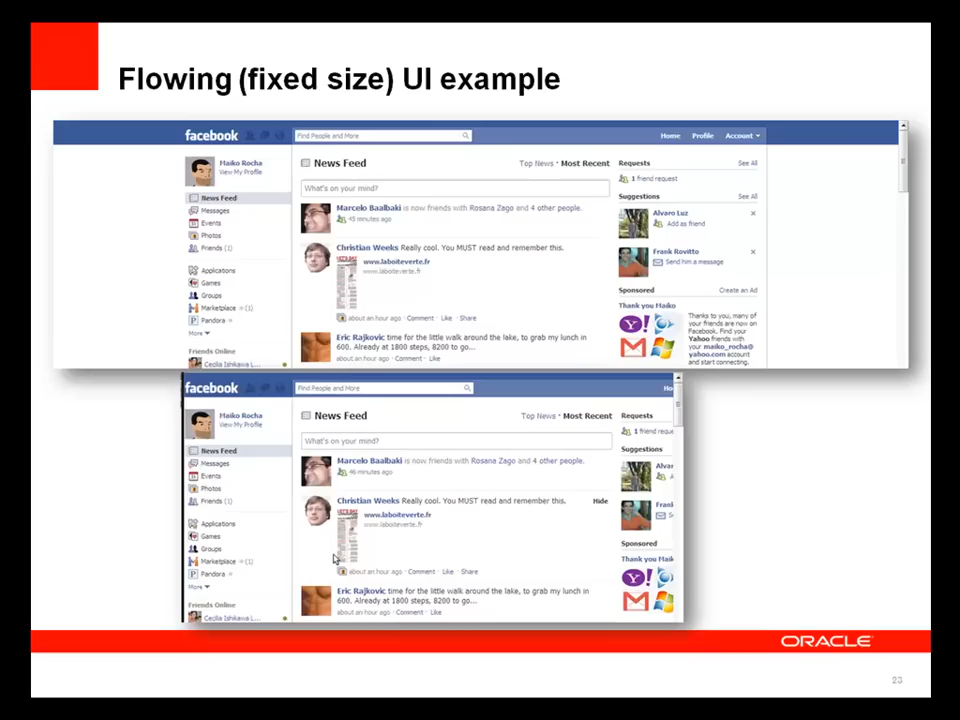 Flowing (fixed size) UI example
facebook
Find People and More
Home Profile Account
Maiko Rocha
View My Profile
News Feed
Messages
Events
Photos
Friends (1)
Applications
Games
Groups
Marketplace (1)
Pandora
More
Friends Online
Cecilia Ishikawa L...
News Feed
Top News · Most Recent
What's on your mind?
Marcelo Baalbaki is now friends with Rosana Zago and 4 other people.
45 minutes ago
Christian Weeks Really cool. You MUST read and remember this.
www.laboiteverte.fr
www.laboiteverte.fr
about an hour ago · Comment · Like · Share
Eric Rajkovic time for the little walk around the lake, to grab my lunch in
600. Already at 1800 steps, 8200 to go...
about an hour ago · Comment · Like
Requests See All
1 friend request
Suggestions See All
Alvaro Luz
Add as friend
Frank Rovitto
Send him a message
Sponsored Create an Ad
Thank you Maiko
Thanks to you, many of
your friends are now on
Facebook. Find your
Yahoo friends with
your maiko_rocha@
yahoo.com account
and start connecting.
facebook
Find People and More
Ho
Maiko Rocha
View My Profile
News Feed
Messages
Events
Photos
Friends (1)
Applications
Games
Groups
Marketplace (1)
Pandora
More
Friends Online
Cecilia Ishikawa L...
News Feed
Top News · Most Recent
What's on your mind?
Marcelo Baalbaki is now friends with Rosana Zago and 4 other people.
46 minutes ago
Christian Weeks Really cool. You MUST read and remember this.
Hide
www.laboiteverte.fr
www.laboiteverte.fr
about an hour ago · Comment · Like · Share
Eric Rajkovic time for the little walk around the lake, to grab my lunch in
600. Already at 1800 steps, 8200 to go...
about an hour ago · Comment · Like
Requests
1 friend reque
Suggestions
Alvar
A
Frank
S
Sponsored
Thank you Maik
ORACLE
23